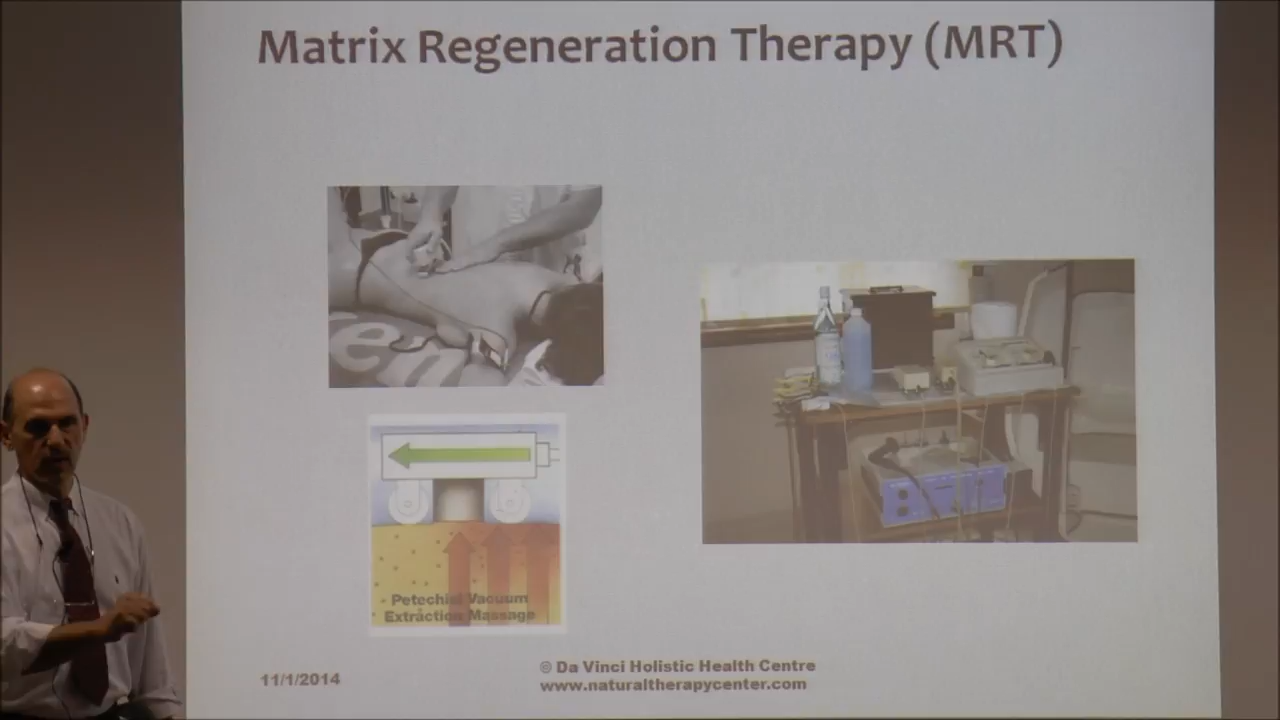 Matrix Regeneration Therapy (MRT)
en
- Petechial Vacuum
Extraction Massage
11/1/2014
© Da Vinci Holistic Health Centre
www.naturaltherapycenter.com